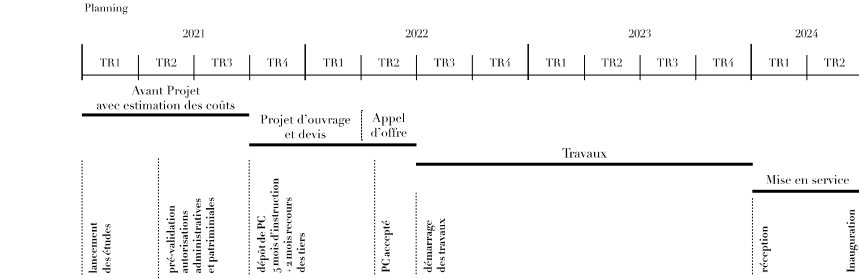 Planning
2021 2022 2023 2024
TR1 TR2 TR3 TR4 TR1 TR2 TR3 TR4 TR1 TR2 TR3 TR4 TR1 TR2
Avant Projet
avec estimation des coûts
Projet d'ouvrage
et devis
Appel
d'offre
Travaux
Mise en service
lancement
des études
pré-validation
autorisations
administratives
et patriminiales
dépôt de PC
5 mois d'instruction
+ 2 mois recours
des tiers
PC accepté
démarrage
des travaux
réception
Inauguration